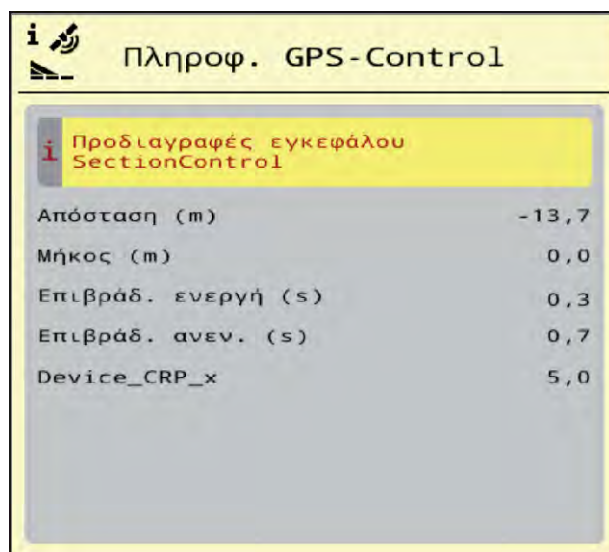 i
Πληροφ. GPS-Control
i
Προδιαγραφές εγκεφάλου
SectionControl
Απόσταση (m) -13,7
Μήκος (m) 0,0
Επιβράδ. ενεργή (s) 0,3
Επιβράδ. ανεν. (s) 0,7
Device_CRP_x 5,0